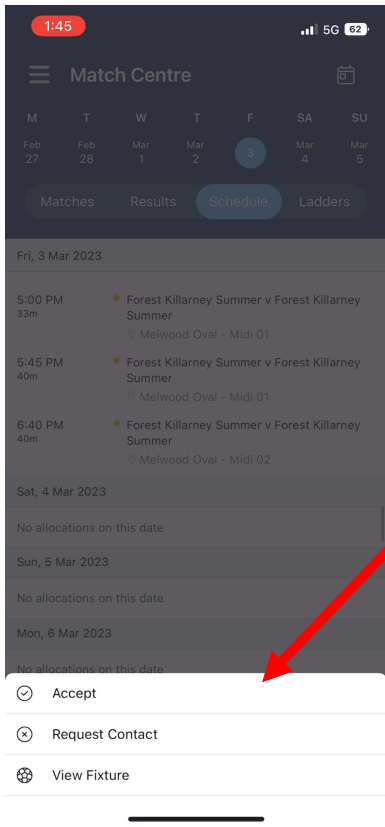 1:45 5G 62
Match Centre
M T W T F SA SU
Feb Feb Mar Mar Mar Mar
27 28 1 2 3 4 5
Matches Results Schedule Ladders
Fri, 3 Mar 2023
5:00 PM Forest Killarney Summer v Forest Killarney
33m Summer
Melwood Oval - Midi 01
5:45 PM Forest Killarney Summer v Forest Killarney
40m Summer
Melwood Oval - Midi 01
6:40 PM Forest Killarney Summer v Forest Killarney
40m Summer
Melwood Oval - Midi 02
Sat, 4 Mar 2023
No allocations on this date
Sun, 5 Mar 2023
No allocations on this date
Mon, 6 Mar 2023
No allocations on this date
Accept
Request Contact
View Fixture